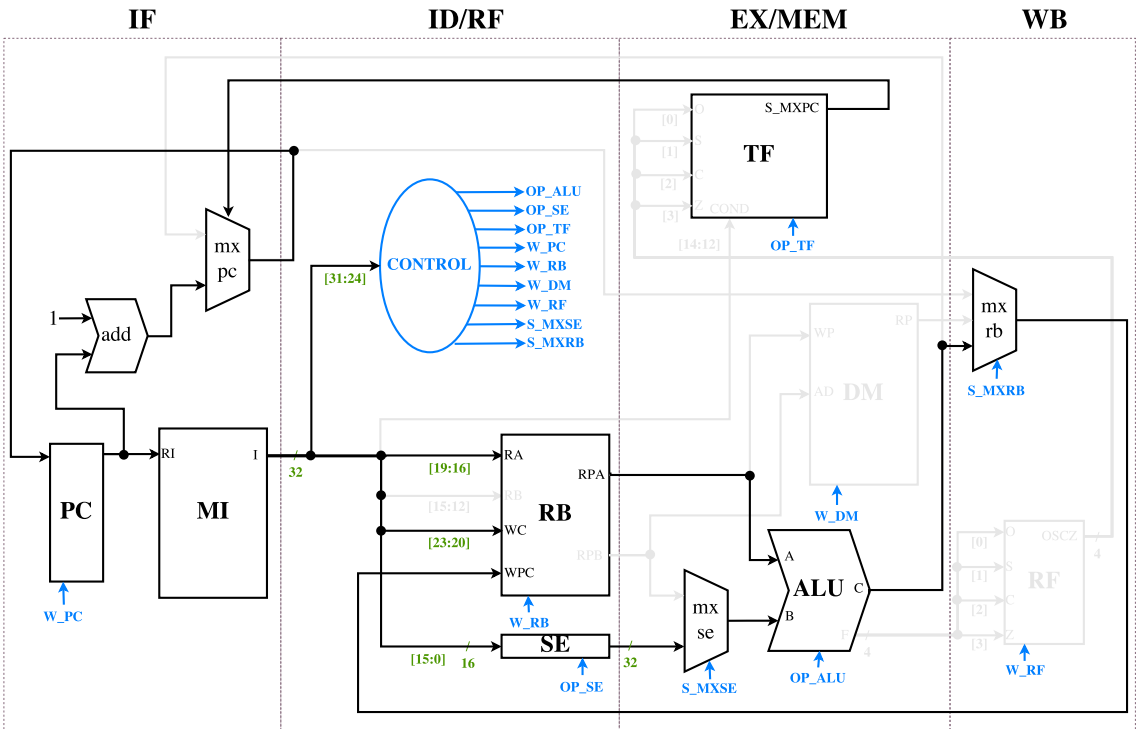 IF
ID/RF
EX/MEM
WB
mx
pc
1
add
PC
W_PC
RI
I
MI
32
[31:24]
CONTROL
OP_ALU
OP_SE
OP_TF
W_PC
W_RB
W_DM
W_RF
S_MXSE
S_MXRB
[19:16]
[15:12]
[23:20]
[15:0]
16
RA
RB
WC
WPC
RB
RPA
RPB
W_RB
SE
OP_SE
32
[0]
[1]
[2]
[3]
O
S
C
Z
COND
[14:12]
S_MXPC
TF
OP_TF
WP
AD
RP
DM
W_DM
mx
se
S_MXSE
A
B
ALU
C
F
4
OP_ALU
mx
rb
S_MXRB
[0]
[1]
[2]
[3]
O
S
C
Z
OSCZ
4
RF
W_RF